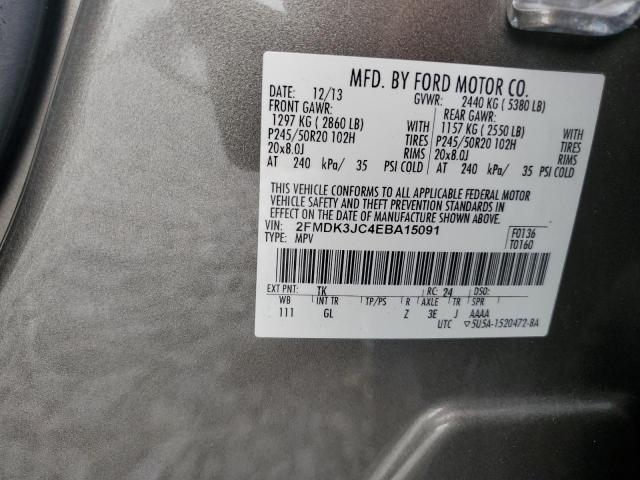 MFD. BY FORD MOTOR CO.
DATE: 12/13 GVWR: 2440 KG ( 5380 LB)
FRONT GAWR: REAR GAWR:
1297 KG ( 2860 LB) 1157 KG ( 2550 LB)
WITH WITH
P245/50R20 102H TIRES P245/50R20 102H TIRES
20x8.0J RIMS 20x8.0J RIMS
AT 240 kPa/ 35 PSI COLD AT 240 kPa/ 35 PSI COLD
THIS VEHICLE CONFORMS TO ALL APPLICABLE FEDERAL MOTOR
VEHICLE SAFETY AND THEFT PREVENTION STANDARDS IN
EFFECT ON THE DATE OF MANUFACTURE SHOWN ABOVE.
VIN: 2FMDK3JC4EBA15091 F0136
TYPE: MPV T0160
EXT PNT: TK RC: 24 DSO:
WB INT TR TP/PS R AXLE TR SPR
111 GL Z 3E J AAAA
UTC ▽5U5A-1520472-BA